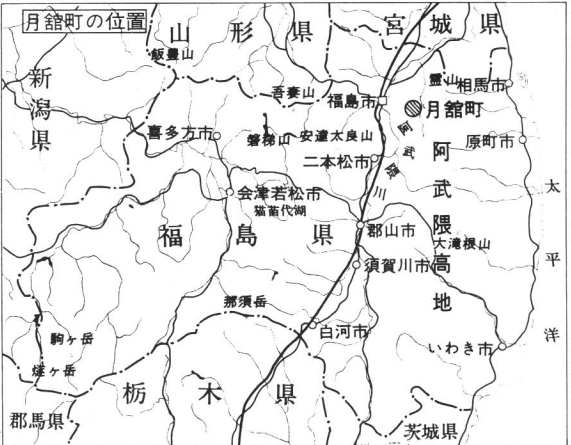 月舘町の位置
山形県
宮城県
飯豊山
新潟県
吾妻山
霊山
相馬市
福島市
月舘町
喜多方市
磐梯山
安達太良山
阿武隈川
原町市
二本松市
阿武隈高地
会津若松市
猫苗代湖
太平洋
福島県
郡山市
大滝根山
須賀川市
那須岳
白河市
いわき市
駒ヶ岳
燧ヶ岳
栃木県
郡馬県
茨城県